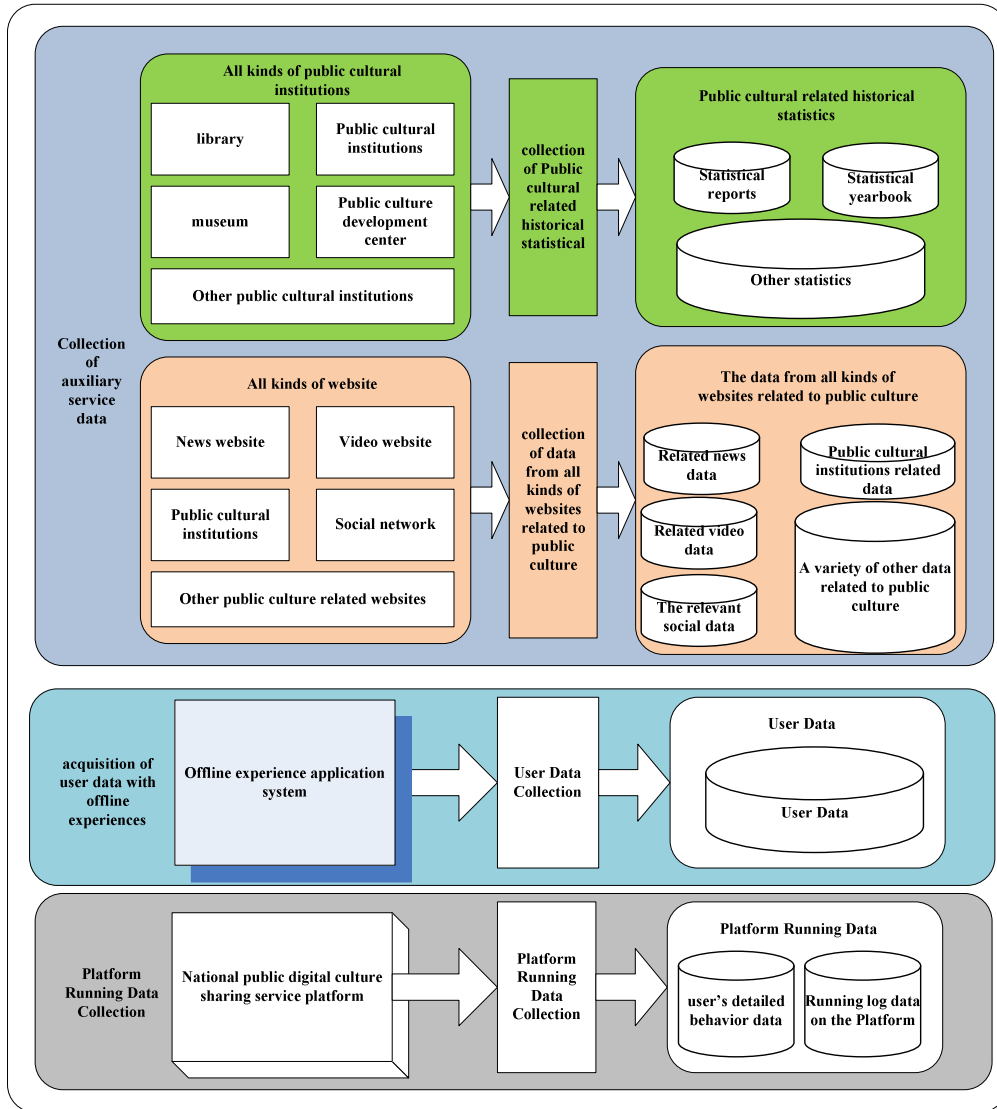 All kinds of public cultural
institutions
library
Public cultural
institutions
museum
Public culture
development
center
Other public cultural institutions
collection
of Public
cultural
related
historical
statistical
Public cultural related historical
statistics
Statistical
reports
Statistical
yearbook
Other statistics
Collection
of
auxiliary
service
data
All kinds of website
News website
Video website
Public cultural
institutions
Social network
Other public culture related websites
collection
of data
from all
kinds of
websites
related to
public
culture
The data from all kinds of
websites related to public culture
Related news
data
Public cultural
institutions related
data
Related video
data
A variety of other data
related to public
culture
The relevant
social data
acquisition of
user data with
offline
experiences
Offline experience application
system
User Data
Collection
User Data
User Data
Platform
Running Data
Collection
National public digital culture
sharing service platform
Platform
Running
Data
Collection
Platform Running Data
user’s detailed
behavior data
Running log data
on the Platform